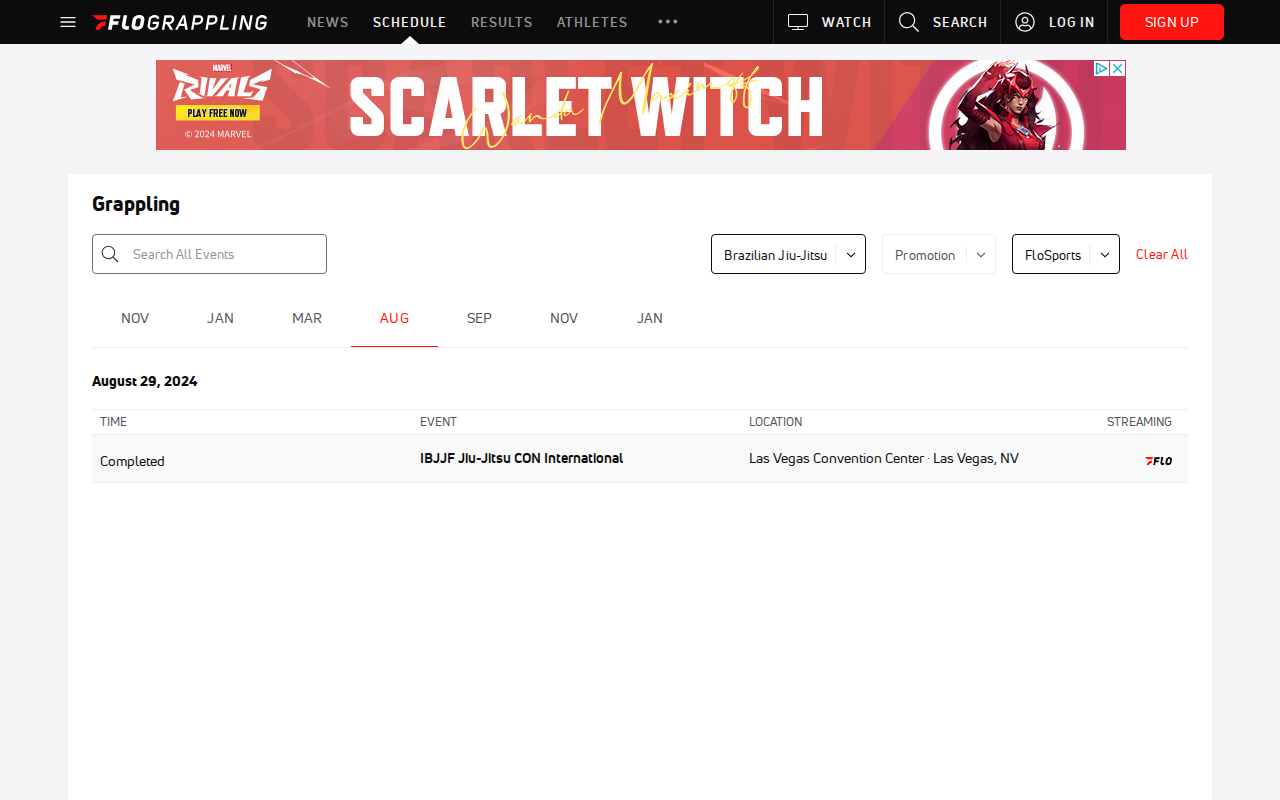 FLOGRAPPLING NEWS SCHEDULE RESULTS ATHLETES WATCH SEARCH LOG IN SIGN UP
MARVEL
RIVALS
PLAY FREE NOW
© 2024 MARVEL
SCARLET WITCH
Wanda Maximoff
Grappling
Search All Events
Brazilian Jiu-Jitsu Promotion FloSports Clear All
NOV JAN MAR AUG SEP NOV JAN
August 29, 2024
TIME EVENT LOCATION STREAMING
Completed IBJJF Jiu-Jitsu CON International Las Vegas Convention Center · Las Vegas, NV FLO